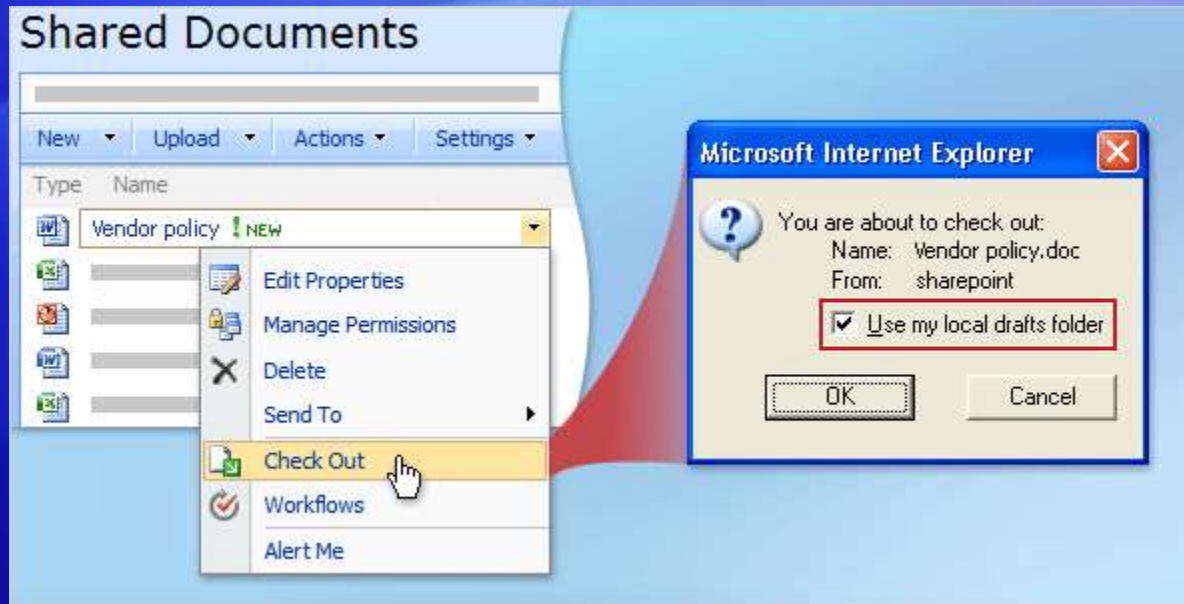 Shared Documents
New Upload Actions Settings
Type Name
Vendor policy ! NEW
Edit Properties
Manage Permissions
Delete
Send To
Check Out
Workflows
Alert Me
Microsoft Internet Explorer
You are about to check out:
Name: Vendor policy.doc
From: sharepoint
Use my local drafts folder
OK Cancel